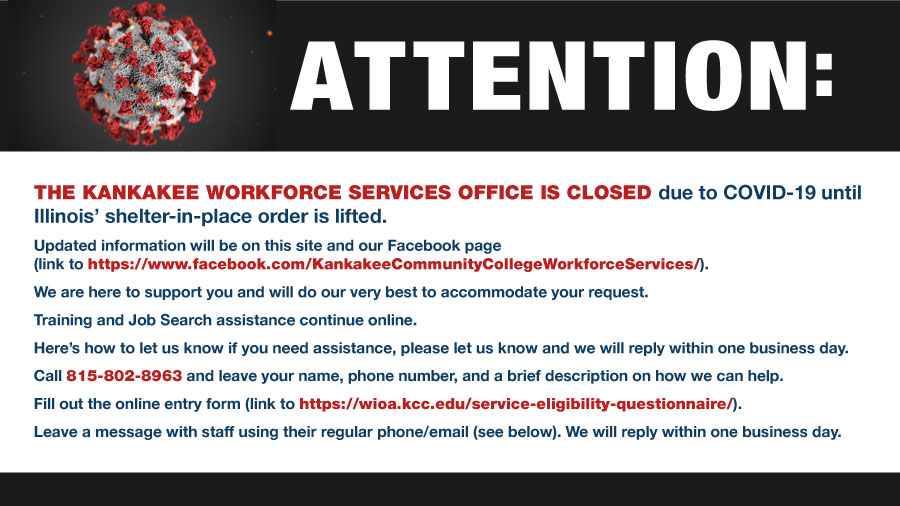 ATTENTION:
THE KANKAKEE WORKFORCE SERVICES OFFICE IS CLOSED due to COVID-19 until
Illinois’ shelter-in-place order is lifted.
Updated information will be on this site and our Facebook page
(link to https://www.facebook.com/KankakeeCommunityCollegeWorkforceServices/).
We are here to support you and will do our very best to accommodate your request.
Training and Job Search assistance continue online.
Here’s how to let us know if you need assistance, please let us know and we will reply within one business day.
Call 815-802-8963 and leave your name, phone number, and a brief description on how we can help.
Fill out the online entry form (link to https://wioa.kcc.edu/service-eligibility-questionnaire/).
Leave a message with staff using their regular phone/email (see below). We will reply within one business day.